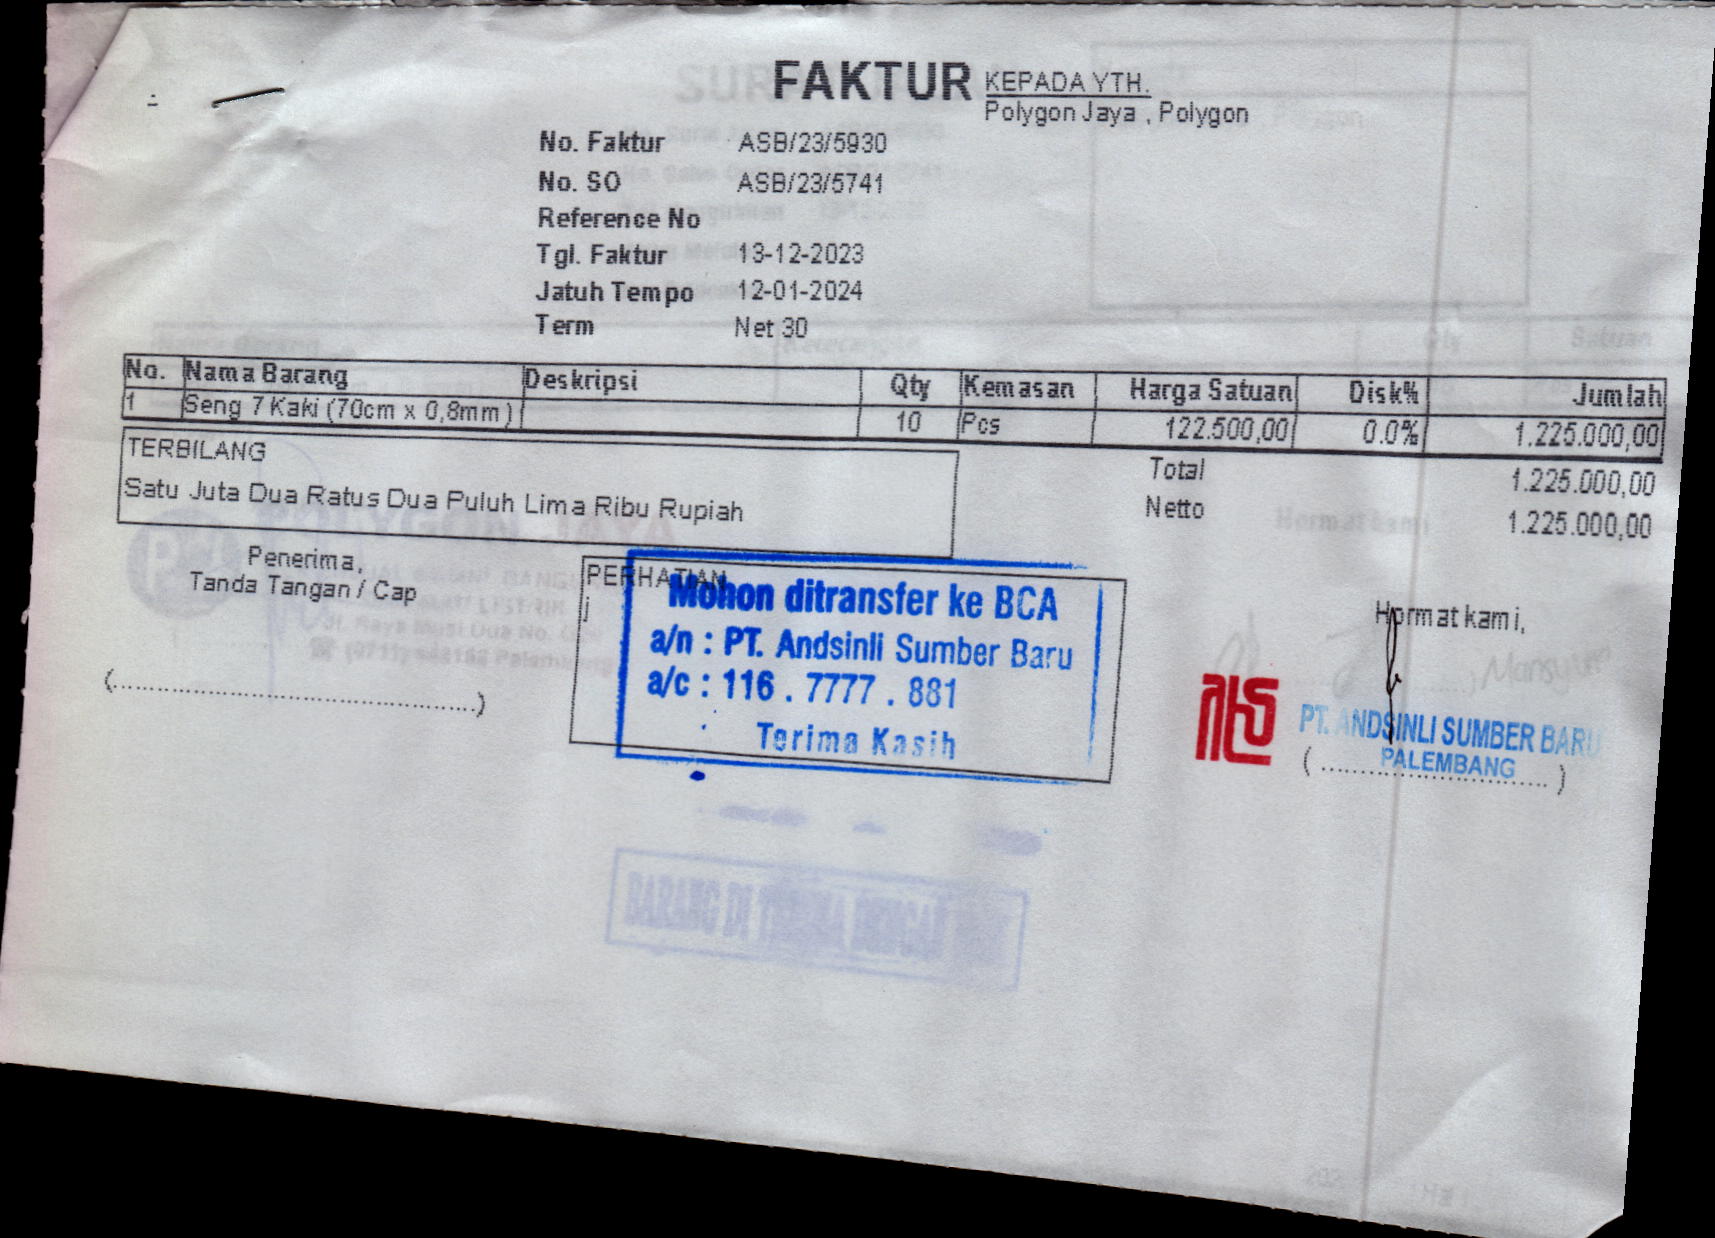 FAKTUR
KEPADA YTH.
Polygon Jaya , Polygon
No. Faktur ASB/23/5930
No. SO ASB/23/5741
Reference No
Tgl. Faktur 13-12-2023
Jatuh Tempo 12-01-2024
Term Net 30
No. Nama Barang Deskripsi Qty Kemasan Harga Satuan Disk% Jumlah
1 Seng 7 Kaki (70cm x 0,8mm) 10 Pcs 122.500,00 0.0% 1.225.000,00
TERBILANG
Satu Juta Dua Ratus Dua Puluh Lima Ribu Rupiah
Total 1.225.000,00
Netto 1.225.000,00
Penerima,
Tanda Tangan / Cap
(..................................................)
PERHATIAN
j
Mohon ditransfer ke BCA
a/n : PT. Andsinli Sumber Baru
a/c : 116 . 7777 . 881
Terima Kasih
Hormat kami,
PT. ANDSINLI SUMBER BARU
PALEMBANG
(..................................)